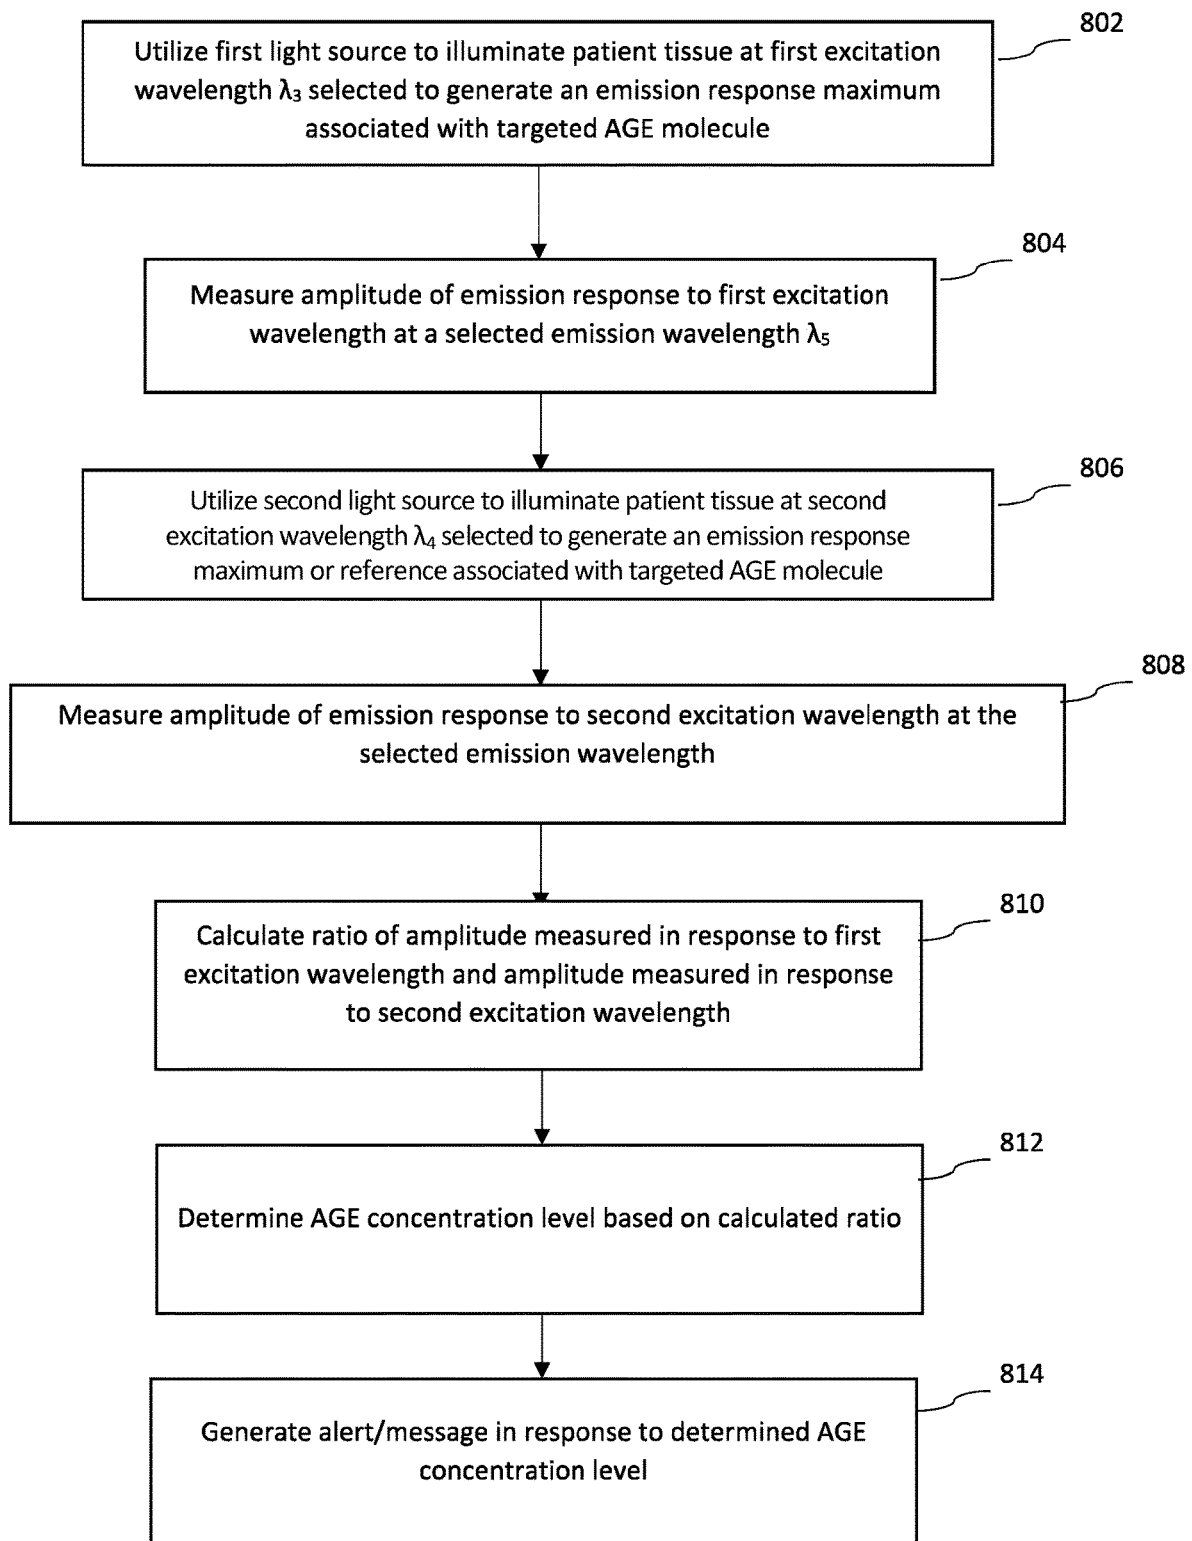 802
Utilize first light source to illuminate patient tissue at first excitation
wavelength λ₃ selected to generate an emission response maximum
associated with targeted AGE molecule
804
Measure amplitude of emission response to first excitation
wavelength at a selected emission wavelength λ₅
806
Utilize second light source to illuminate patient tissue at second
excitation wavelength λ₄ selected to generate an emission response
maximum or reference associated with targeted AGE molecule
808
Measure amplitude of emission response to second excitation wavelength at the
selected emission wavelength
810
Calculate ratio of amplitude measured in response to first
excitation wavelength and amplitude measured in response
to second excitation wavelength
812
Determine AGE concentration level based on calculated ratio
814
Generate alert/message in response to determined AGE
concentration level